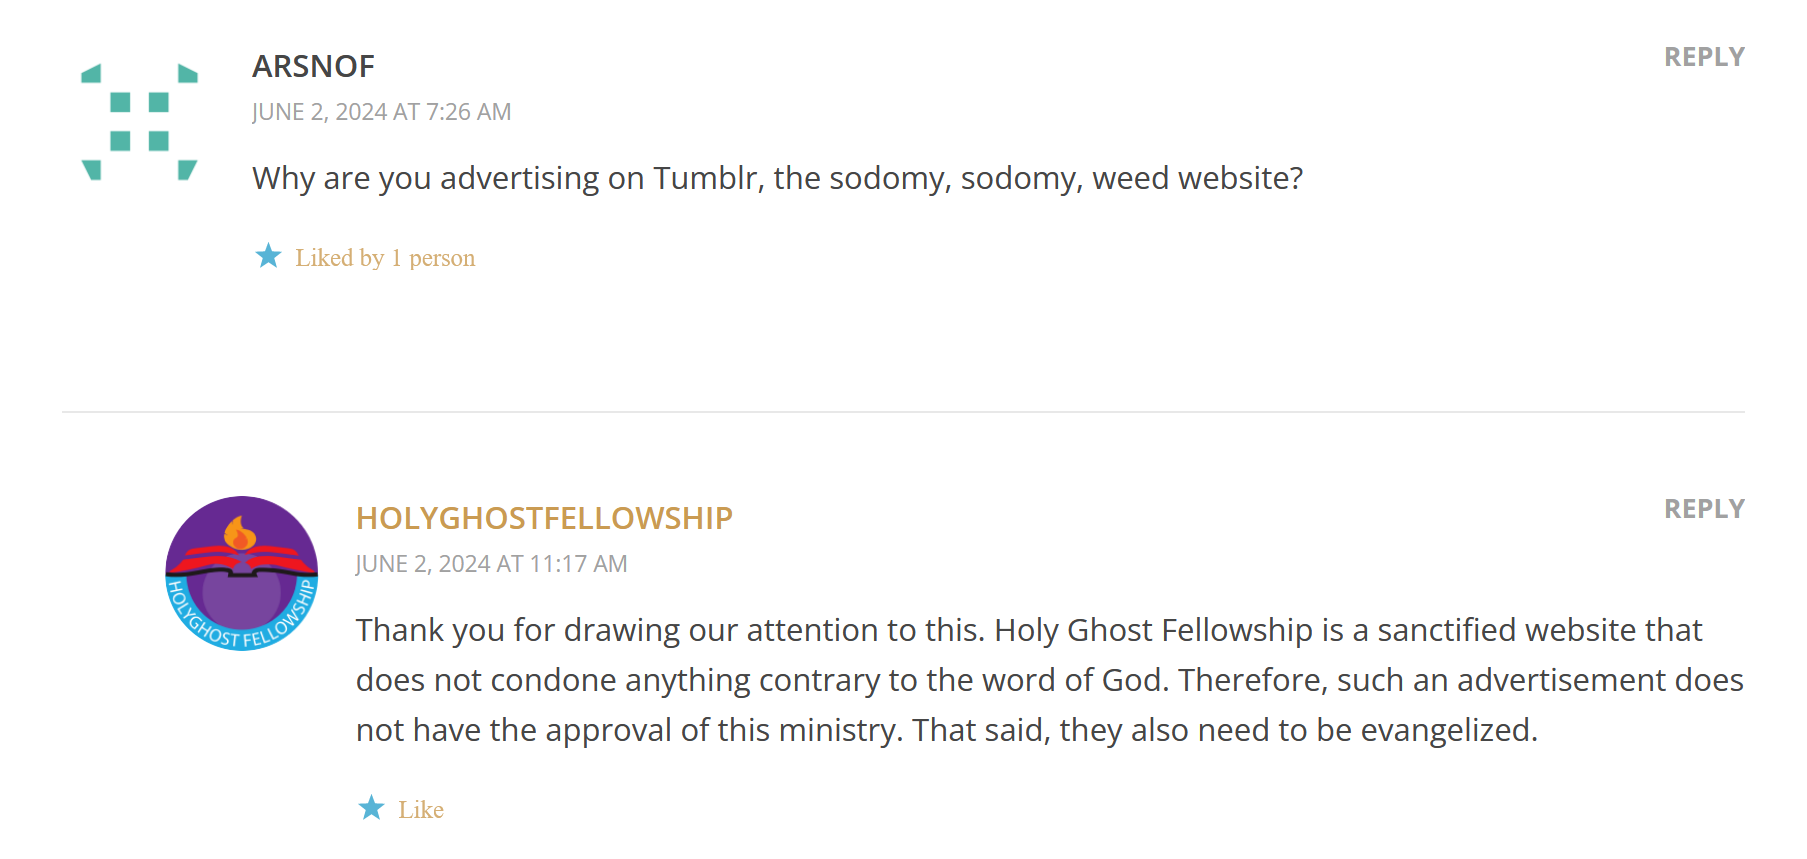 ARSNOF
REPLY
JUNE 2, 2024 AT 7:26 AM
Why are you advertising on Tumblr, the sodomy, sodomy, weed website?
Liked by 1 person
HOLYGHOST FELLOWSHIP
HOLYGHOSTFELLOWSHIP
REPLY
JUNE 2, 2024 AT 11:17 AM
Thank you for drawing our attention to this. Holy Ghost Fellowship is a sanctified website that
does not condone anything contrary to the word of God. Therefore, such an advertisement does
not have the approval of this ministry. That said, they also need to be evangelized.
Like